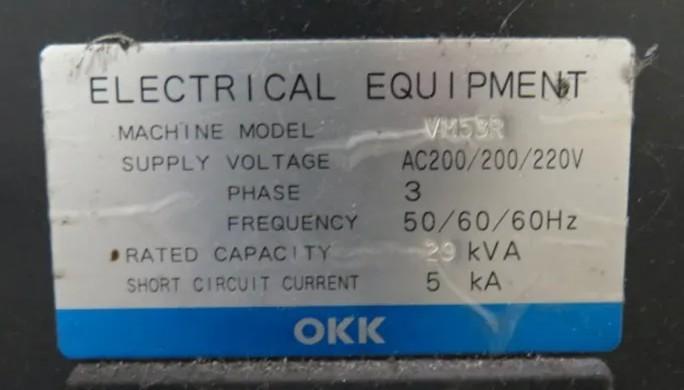 ELECTRICAL EQUIPMENT
MACHINE MODEL VM53R
SUPPLY VOLTAGE AC200/200/220V
PHASE 3
FREQUENCY 50/60/60Hz
RATED CAPACITY 29 kVA
SHORT CIRCUIT CURRENT 5 kA
OKK